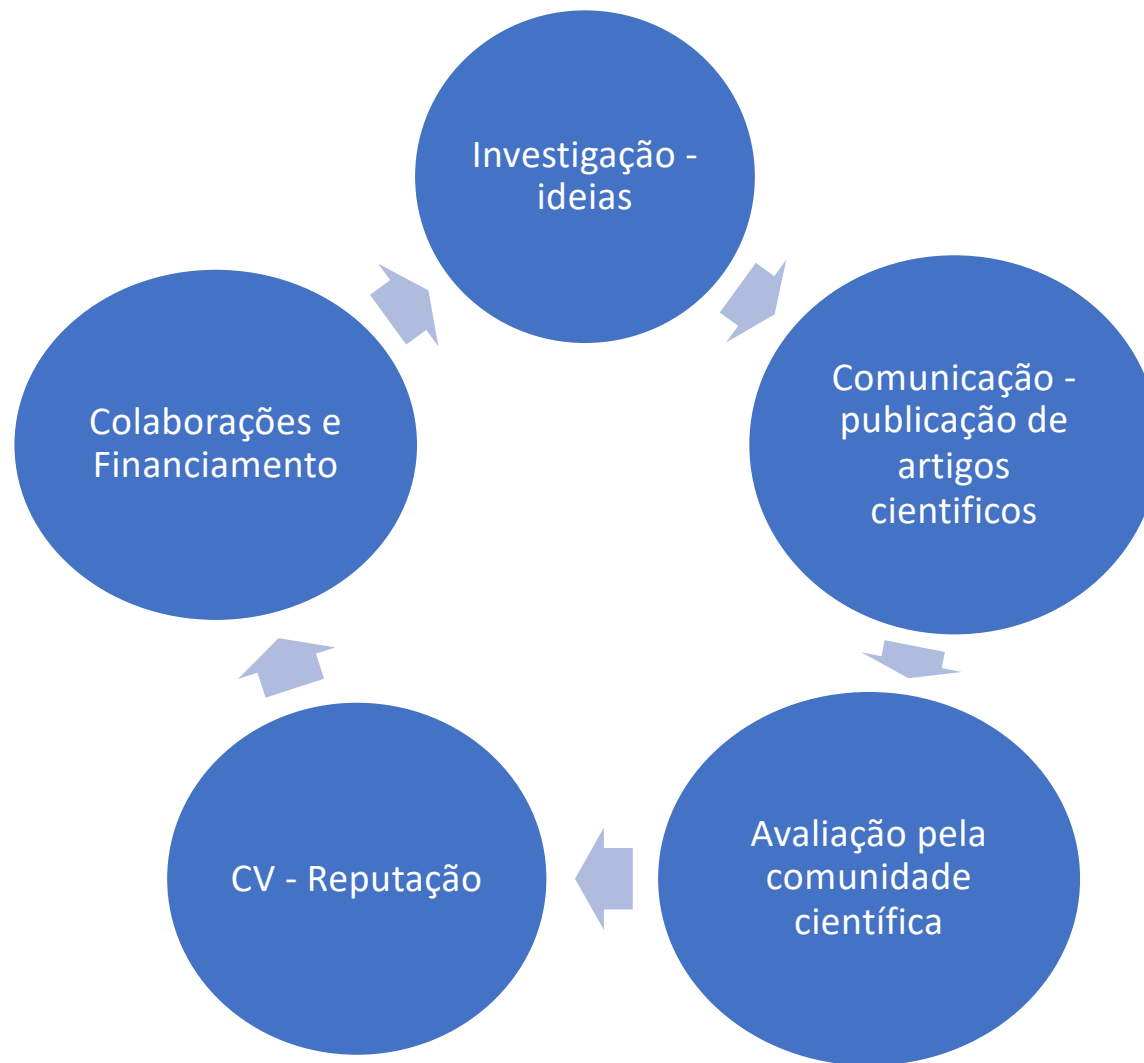 Investigação -
ideias
Comunicação -
publicação de
artigos
cientificos
Avaliação pela
comunidade
científica
CV - Reputação
Colaborações e
Financiamento